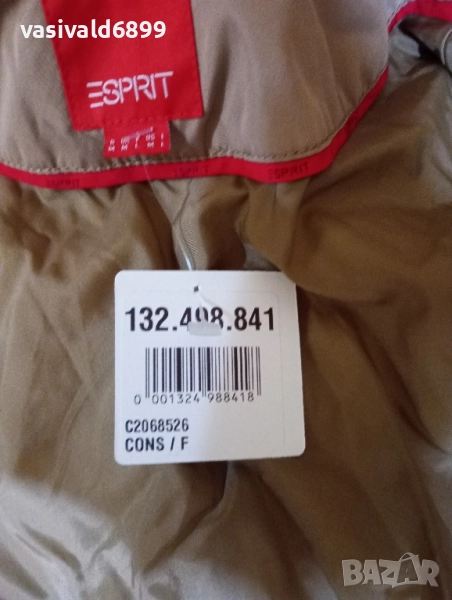 vasivald6899
ESPRIT
ESPRIT ESPRIT ESPRIT
132.498.841
0 001324 988418
C2068526
CONS / F
BAZAR